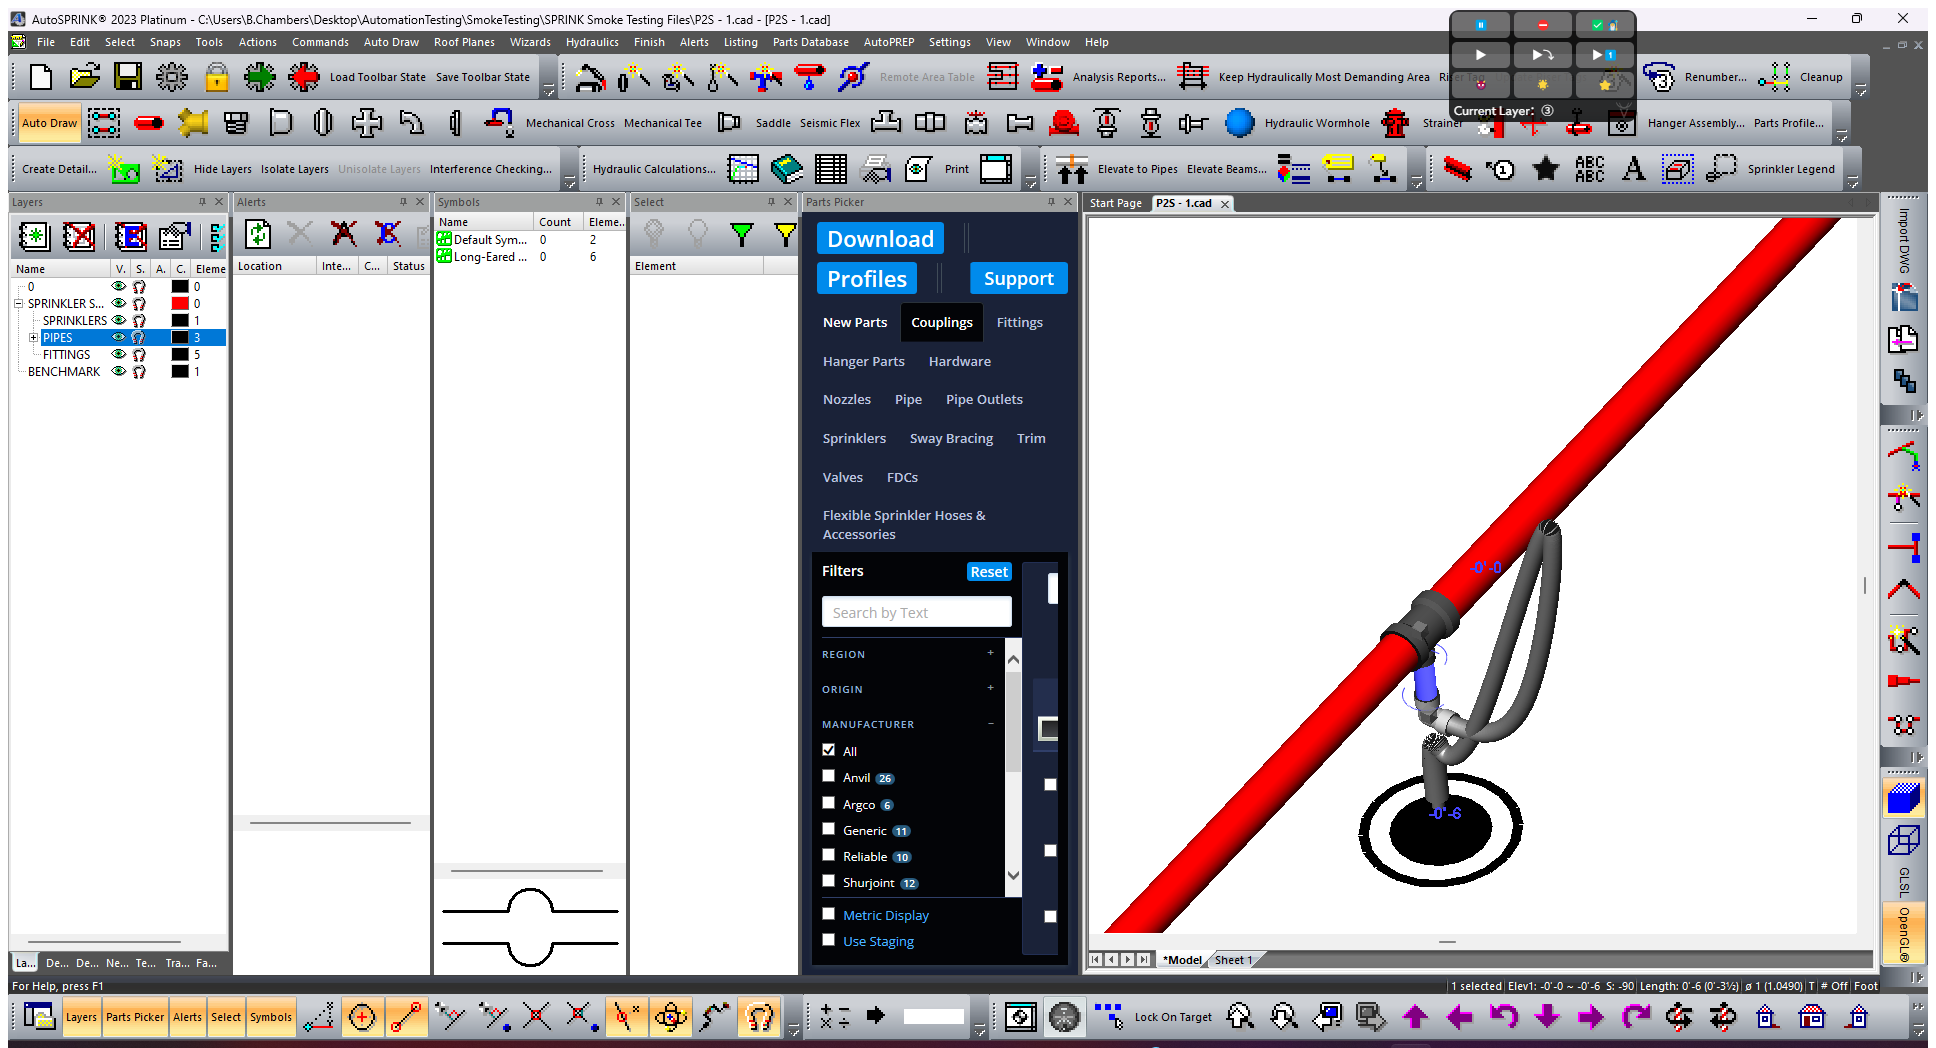 AutoSPRINK® 2023 Platinum - C:\Users\B.Chambers\Desktop\AutomationTesting\SmokeTesting\SPRINK Smoke Testing Files\P2S - 1.cad - [P2S - 1.cad]
File Edit Select Snaps Tools Actions Commands Auto Draw Roof Planes Wizards Hydraulics Finish Alerts Listing Parts Database AutoPREP Settings View Window Help
Load Toolbar State Save Toolbar State Remote Area Table Analysis Reports... Keep Hydraulically Most Demanding Area Renumber... Cleanup
Current Layer: ③
Auto Draw Mechanical Cross Mechanical Tee Saddle Seismic Flex Hydraulic Wormhole Strainer Hanger Assembly... Parts Profile...
Create Detail... Hide Layers Isolate Layers Unisolate Layers Interference Checking... Hydraulic Calculations... Print Elevate to Pipes Elevate Beams... ABC ABC A Sprinkler Legend
Layers Alerts Symbols Select Parts Picker Start Page P2S - 1.cad
Name V. S. A. C. Eleme
0 0
SPRINKLER S... 0
SPRINKLERS 1
PIPES 3
FITTINGS 5
BENCHMARK 1
La... De... De... Ne... Te... Tra... Fa...
Location Inte... C... Status
Name Count Eleme...
Default Sym... 0 2
Long-Eared ... 0 6
Element
Download
Profiles Support
New Parts Couplings Fittings
Hanger Parts Hardware
Nozzles Pipe Pipe Outlets
Sprinklers Sway Bracing Trim
Valves FDCs
Flexible Sprinkler Hoses &
Accessories
Filters Reset
Search by Text
REGION +
ORIGIN +
MANUFACTURER −
All
Anvil 26
Argco 6
Generic 11
Reliable 10
Shurjoint 12
Metric Display
Use Staging
-0'-0
-0'-6
*Model Sheet 1
Import DWG
GLSL
OpenGL®
For Help, press F1
1 selected Elev1: -0'-0 ~ -0'-6 S: -90 Length: 0'-6 (0'-3½) ø 1 (1.0490) T # Off Foot
Layers Parts Picker Alerts Select Symbols Lock On Target